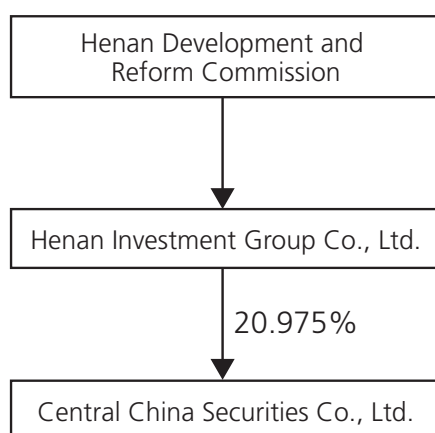 Henan Development and
Reform Commission
Henan Investment Group Co., Ltd.
20.975%
Central China Securities Co., Ltd.